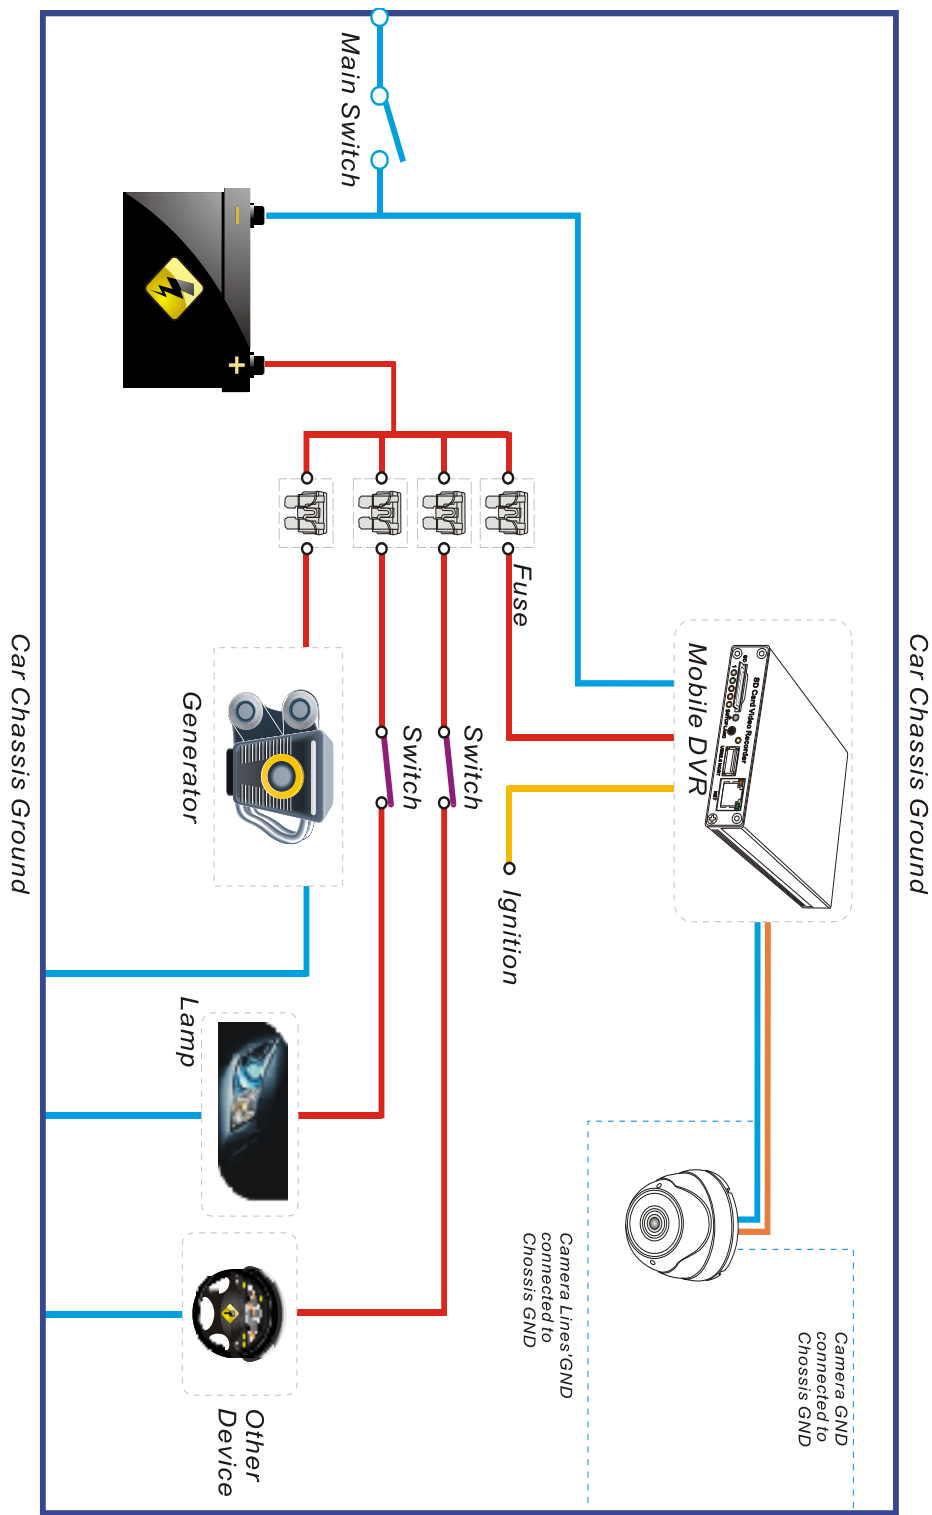 Car Chassis Ground
Mobile DVR
SD Card Video Recorder
Camera GND
connected to
Chossis GND
Camera Lines'GND
connected to
Chossis GND
Fuse
Ignition
Switch
Switch
Main Switch
Generator
Lamp
Other
Device
-
+
Car Chassis Ground